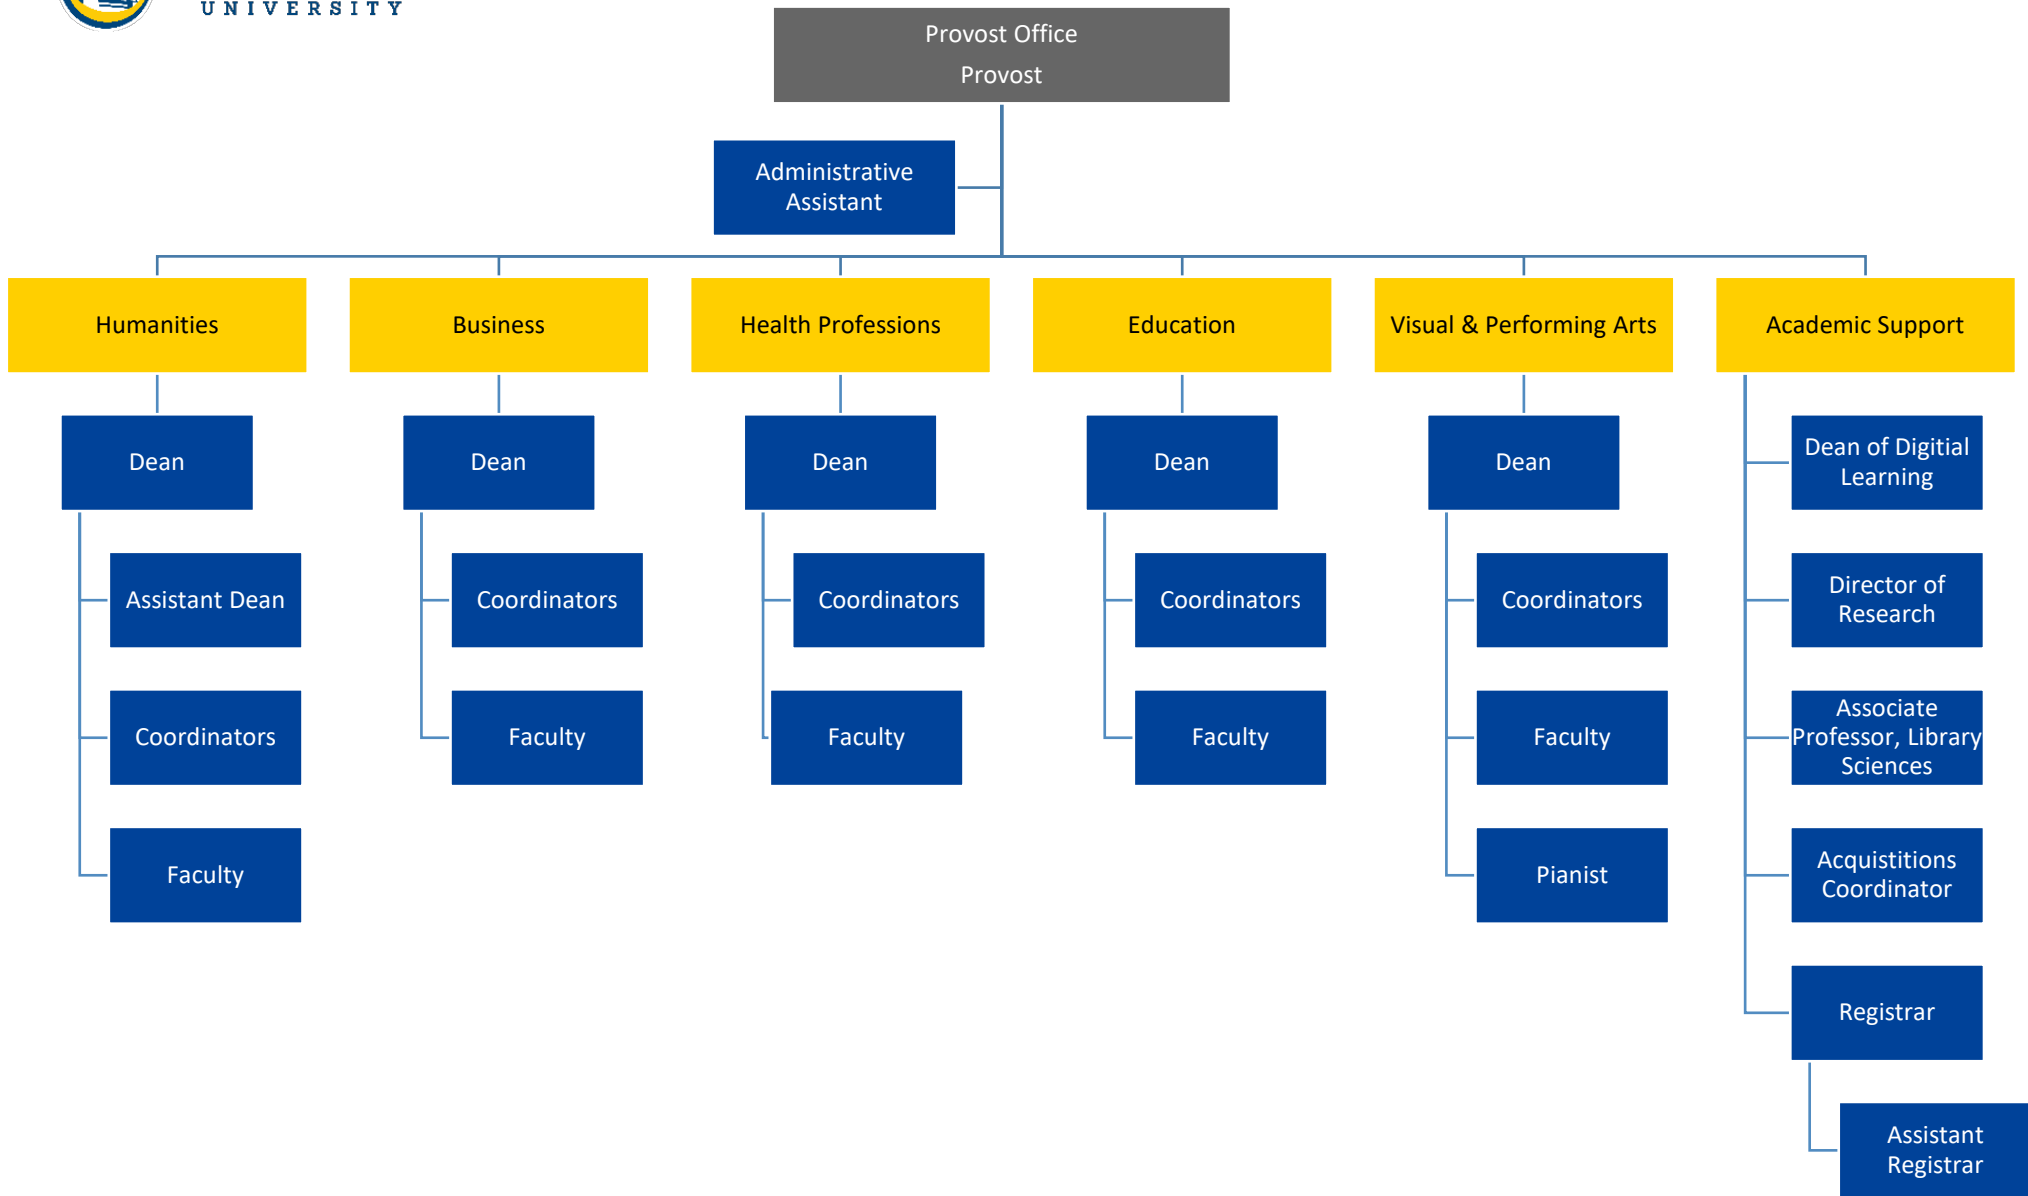 UNIVERSITY
Provost Office
Provost
Administrative
Assistant
Humanities
Business
Health Professions
Education
Visual & Performing Arts
Academic Support
Dean
Dean
Dean
Dean
Dean
Dean of Digitial
Learning
Assistant Dean
Coordinators
Coordinators
Coordinators
Coordinators
Director of
Research
Coordinators
Faculty
Faculty
Faculty
Faculty
Associate
Professor, Library
Sciences
Faculty
Pianist
Acquistitions
Coordinator
Registrar
Assistant
Registrar